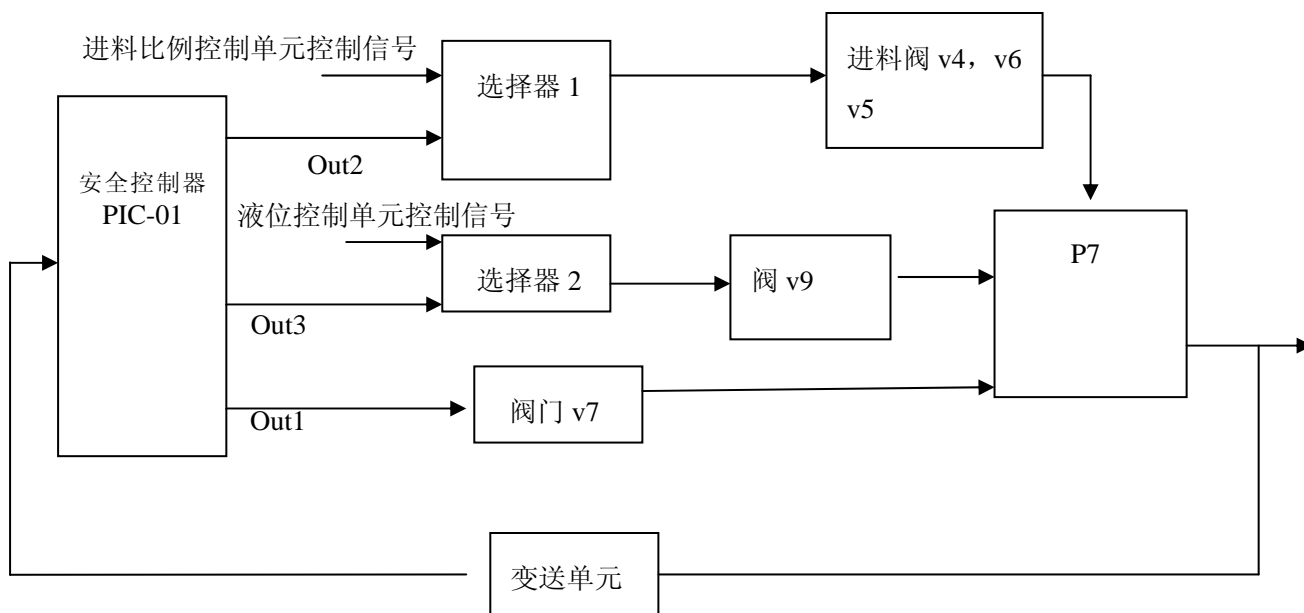 进料比例控制单元控制信号
选择器 1
进料阀 v4，v6
v5
安全控制器
PIC-01
Out2
液位控制单元控制信号
选择器 2
阀 v9
P7
Out3
阀门 v7
Out1
变送单元